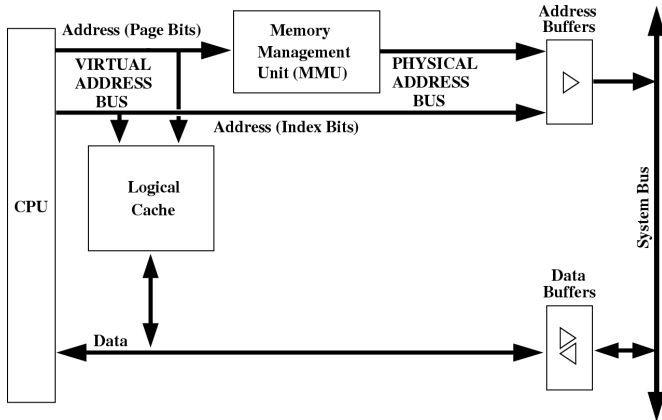 Address (Page Bits)
Memory
Management
Unit (MMU)
Address
Buffers
VIRTUAL
ADDRESS
BUS
PHYSICAL
ADDRESS
BUS
Address (Index Bits)
Logical
Cache
CPU
System Bus
Data
Buffers
Data